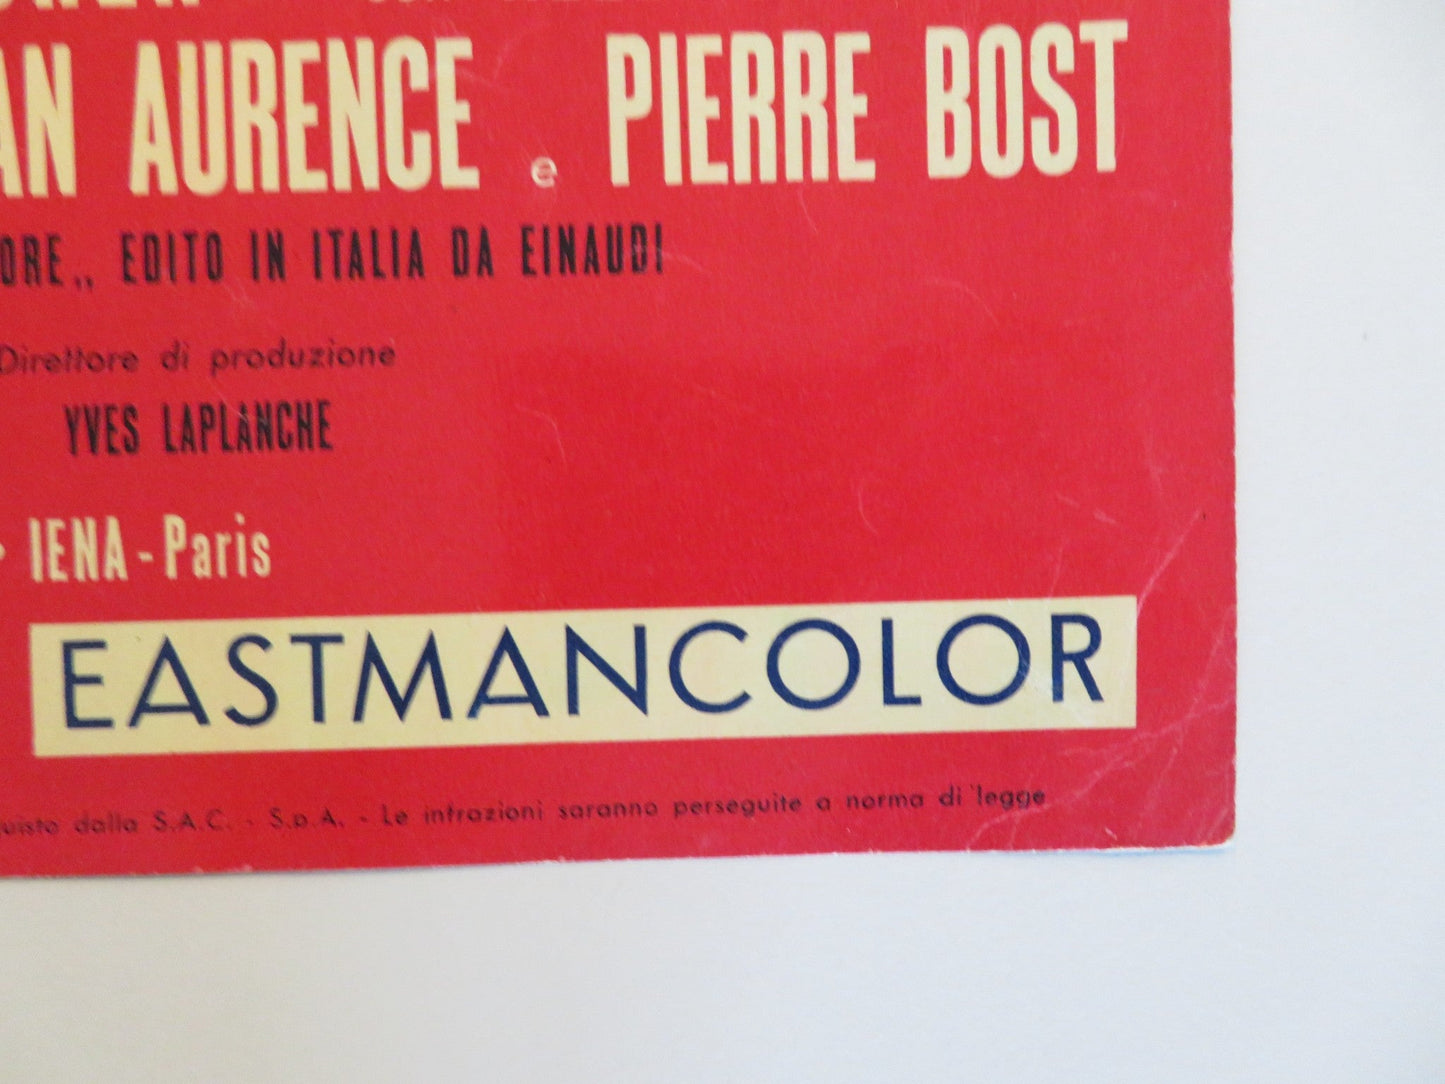 AN AURENCE e PIERRE BOST
ORE,, EDITO IN ITALIA DA EINAUDI
Direttore di produzione
YVES LAPLANCHE
IENA - Paris
EASTMANCOLOR
uisto dalla S.A.C. - S.p.A. - Le infrazioni saranno perseguite a norma di legge